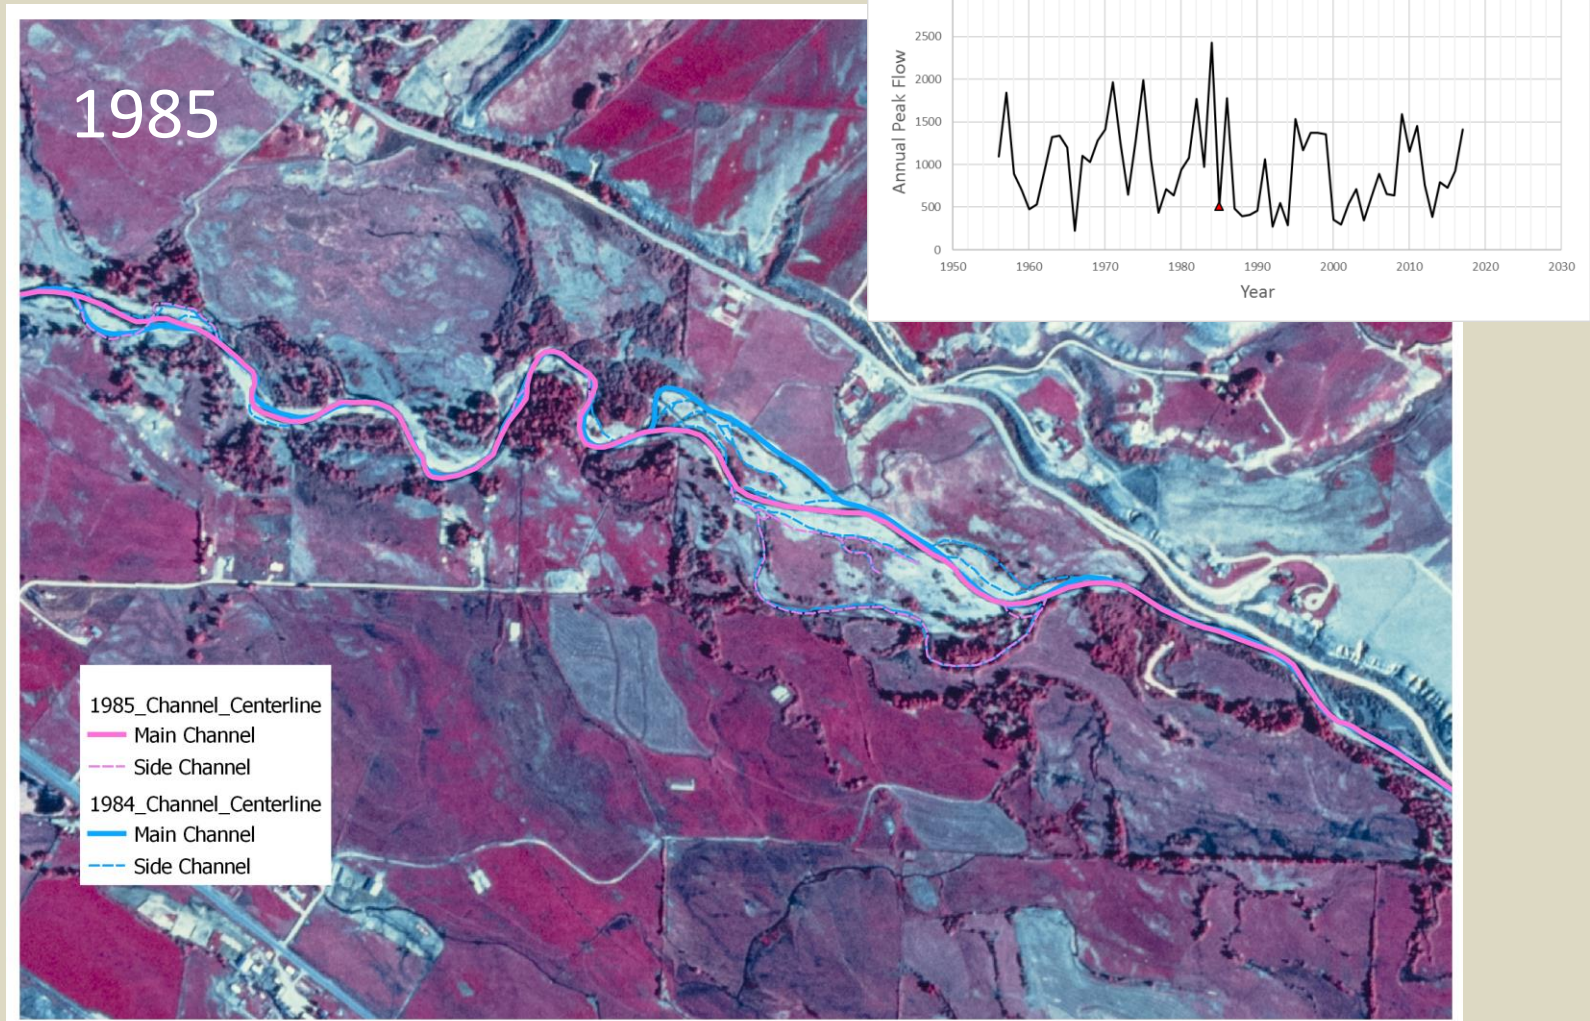 1985
1985_Channel_Centerline
Main Channel
Side Channel
1984_Channel_Centerline
Main Channel
Side Channel
Annual Peak Flow
2500
2000
1500
1000
500
0
1950 1960 1970 1980 1990 2000 2010 2020 2030
Year